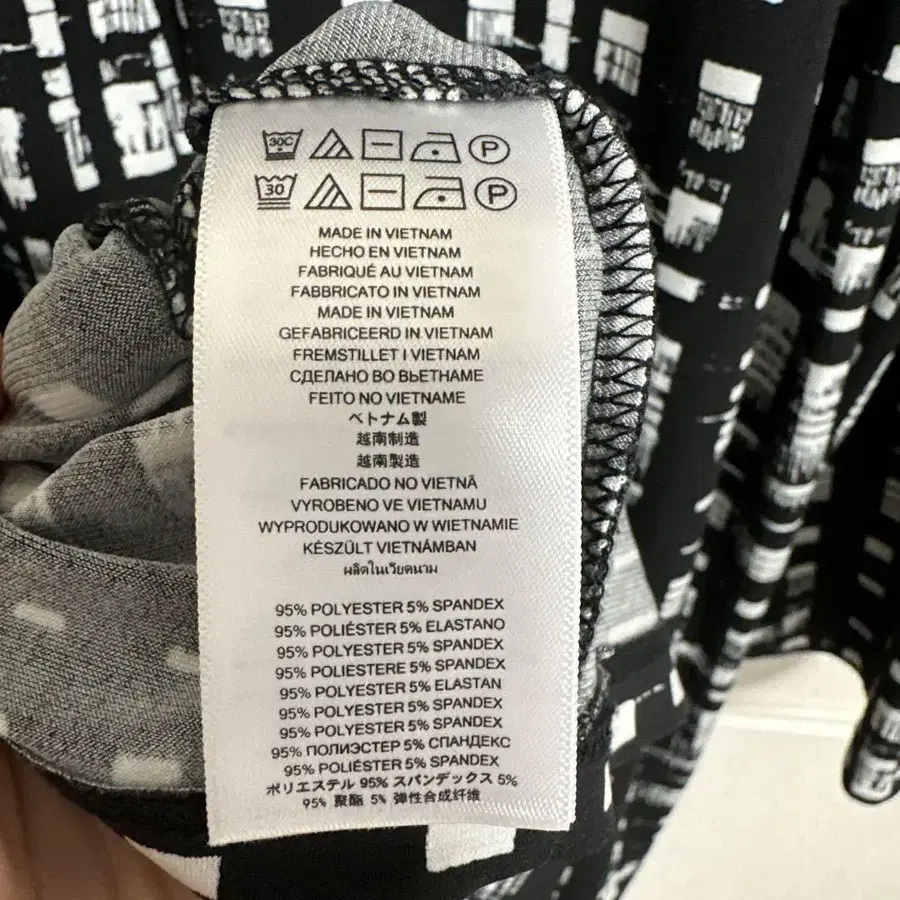 30C P
30 P
MADE IN VIETNAM
HECHO EN VIETNAM
FABRIQUÉ AU VIETNAM
FABBRICATO IN VIETNAM
MADE IN VIETNAM
GEFABRICEERD IN VIETNAM
FREMSTILLET I VIETNAM
СДЕЛАНО ВО ВЬЕТНАМЕ
FEITO NO VIETNAME
ベトナム製
越南制造
越南製造
FABRICADO NO VIETNÃ
VYROBENO VE VIETNAMU
WYPRODUKOWANO W WIETNAMIE
KÉSZÜLT VIETNÁMBAN
ผลิตในเวียดนาม
95% POLYESTER 5% SPANDEX
95% POLIÉSTER 5% ELASTANO
95% POLYESTER 5% SPANDEX
95% POLIESTERE 5% SPANDEX
95% POLYESTER 5% ELASTAN
95% POLYESTER 5% SPANDEX
95% POLYESTER 5% SPANDEX
95% ПОЛИЭСТЕР 5% СПАНДЕКС
95% POLIÉSTER 5% SPANDEX
ポリエステル 95% スパンデックス 5%
95% 聚酯 5% 弹性合成纤维